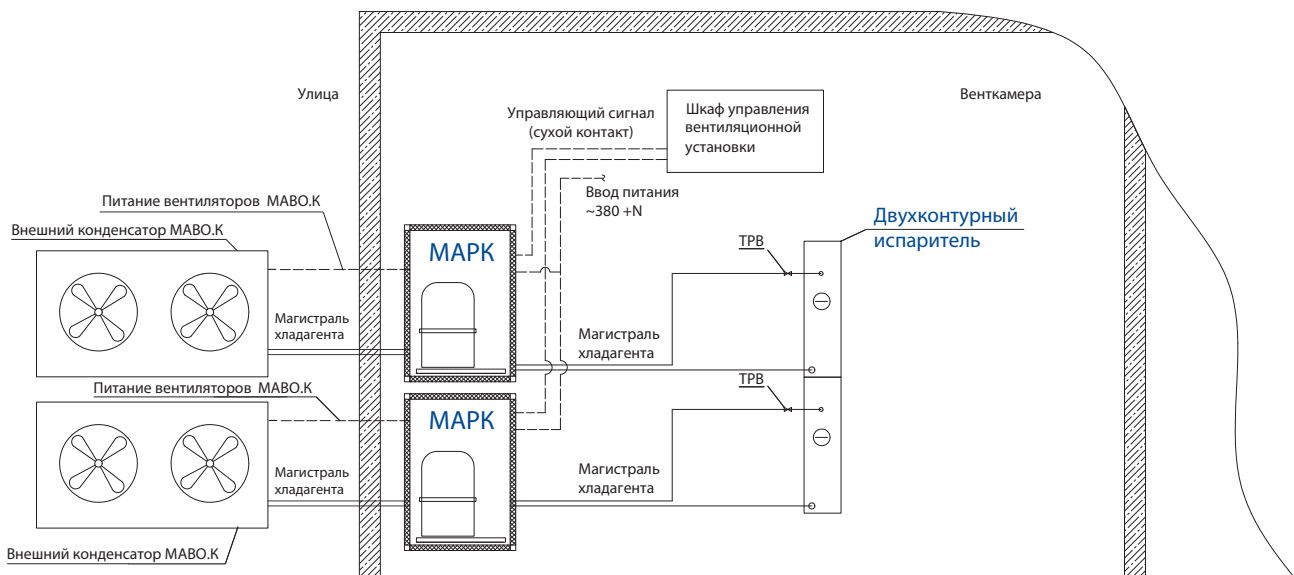 Улица
Венткамера
Управляющий сигнал
(сухой контакт)
Шкаф управления
вентиляционной
установки
Ввод питания
~380 +N
Питание вентиляторов МАВО.К
Внешний конденсатор МАВО.К
МАРК
Двухконтурный
испаритель
ТРВ
Магистраль
хладагента
Магистраль
хладагента
Питание вентиляторов МАВО.К
МАРК
ТРВ
Магистраль
хладагента
Магистраль
хладагента
Внешний конденсатор МАВО.К